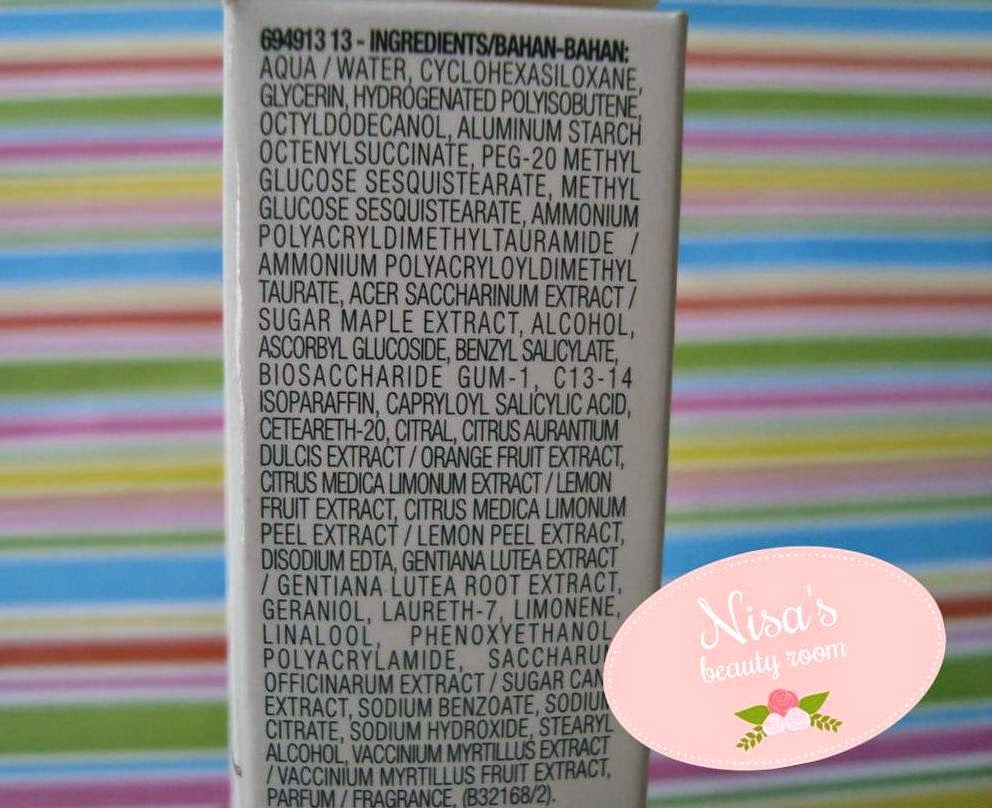 694913 13 - INGREDIENTS/BAHAN-BAHAN:
AQUA / WATER, CYCLOHEXASILOXANE,
GLYCERIN, HYDROGENATED POLYISOBUTENE,
OCTYLDODECANOL, ALUMINUM STARCH
OCTENYLSUCCINATE, PEG-20 METHYL
GLUCOSE SESQUISTEARATE, METHYL
GLUCOSE SESQUISTEARATE, AMMONIUM
POLYACRYLDIMETHYLTAURAMIDE /
AMMONIUM POLYACRYLOYLDIMETHYL
TAURATE, ACER SACCHARINUM EXTRACT /
SUGAR MAPLE EXTRACT, ALCOHOL,
ASCORBYL GLUCOSIDE, BENZYL SALICYLATE,
BIOSACCHARIDE GUM-1, C13-14
ISOPARAFFIN, CAPRYLOYL SALICYLIC ACID,
CETEARETH-20, CITRAL, CITRUS AURANTIUM
DULCIS EXTRACT / ORANGE FRUIT EXTRACT,
CITRUS MEDICA LIMONUM EXTRACT / LEMON
FRUIT EXTRACT, CITRUS MEDICA LIMONUM
PEEL EXTRACT / LEMON PEEL EXTRACT,
DISODIUM EDTA, GENTIANA LUTEA EXTRACT
/ GENTIANA LUTEA ROOT EXTRACT,
GERANIOL, LAURETH-7, LIMONENE,
LINALOOL, PHENOXYETHANOL
POLYACRYLAMIDE,
OFFICINARUM EXTRACT / SUGAR
EXTRACT, SODIUM BENZOATE,
CITRATE, SODIUM HYDROXIDE, STEARYL
ALCOHOL, VACCINIUM MYRTILLUS EXTRACT
/ VACCINIUM MYRTILLUS FRUIT EXTRACT,
PARFUM / FRAGRANCE, (B32168/2).
Nisa's
beauty room